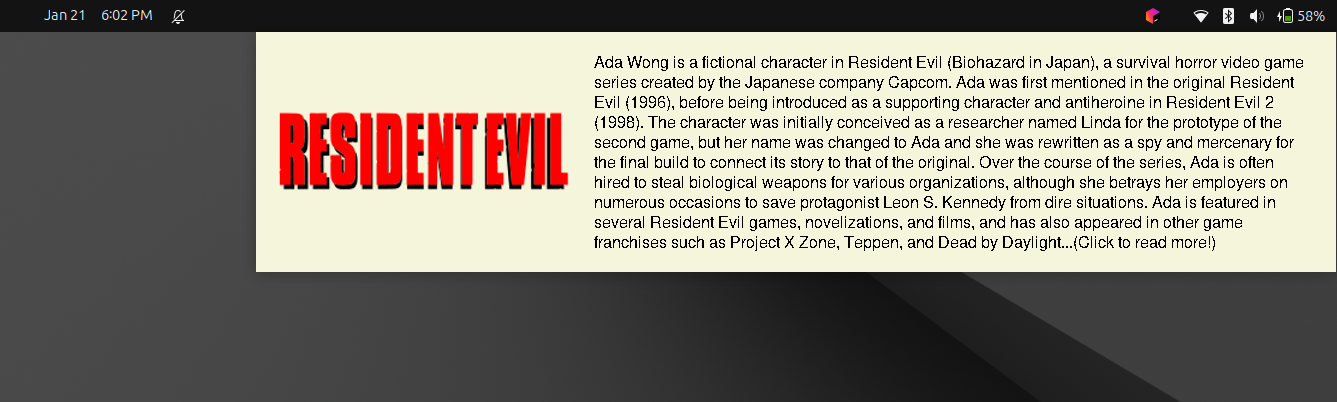 Jan 21 6:02 PM 58%
RESIDENT EVIL
Ada Wong is a fictional character in Resident Evil (Biohazard in Japan), a survival horror video game
series created by the Japanese company Capcom. Ada was first mentioned in the original Resident
Evil (1996), before being introduced as a supporting character and antiheroine in Resident Evil 2
(1998). The character was initially conceived as a researcher named Linda for the prototype of the
second game, but her name was changed to Ada and she was rewritten as a spy and mercenary for
the final build to connect its story to that of the original. Over the course of the series, Ada is often
hired to steal biological weapons for various organizations, although she betrays her employers on
numerous occasions to save protagonist Leon S. Kennedy from dire situations. Ada is featured in
several Resident Evil games, novelizations, and films, and has also appeared in other game
franchises such as Project X Zone, Teppen, and Dead by Daylight...(Click to read more!)